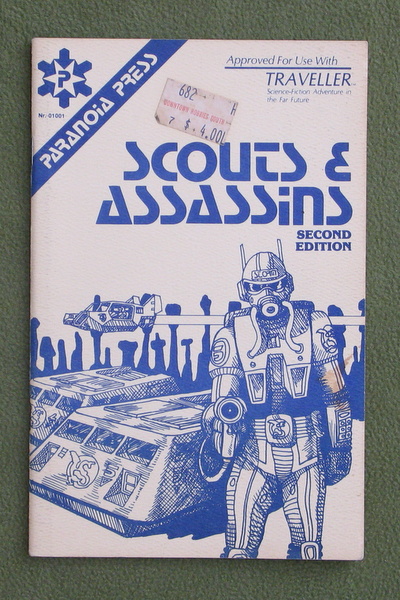 P
Nr. 01001
PARANOIA PRESS
Approved For Use With
TRAVELLER
Science-Fiction Adventure in
the Far Future
682
$4.00
SCOUTS &
ASSASSINS
SECOND
EDITION